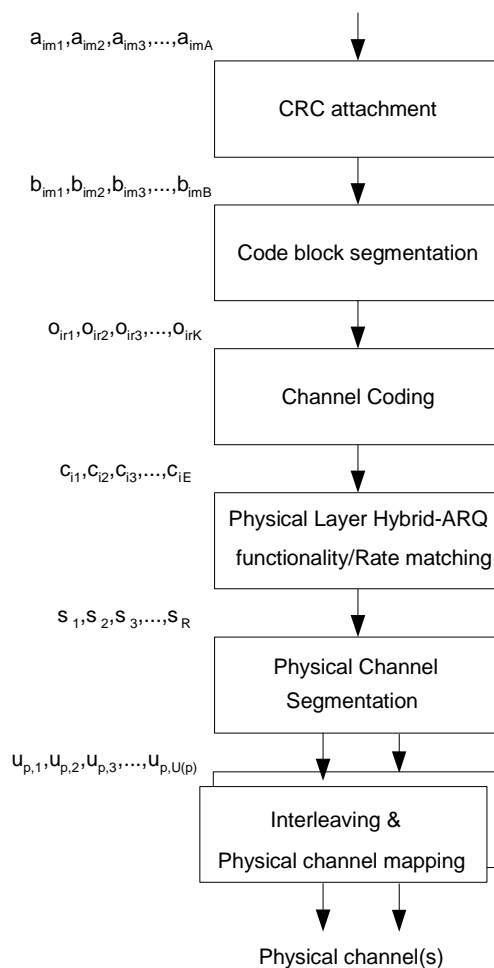 a_im1,a_im2,a_im3,...,a_imA
CRC attachment
b_im1,b_im2,b_im3,...,b_imB
Code block segmentation
o_ir1,o_ir2,o_ir3,...,o_irK
Channel Coding
c_i1,c_i2,c_i3,...,c_iE
Physical Layer Hybrid-ARQ
functionality/Rate matching
s_1,s_2,s_3,...,s_R
Physical Channel
Segmentation
u_p,1,u_p,2,u_p,3,...,u_p,U(p)
Interleaving &
Physical channel mapping
Physical channel(s)